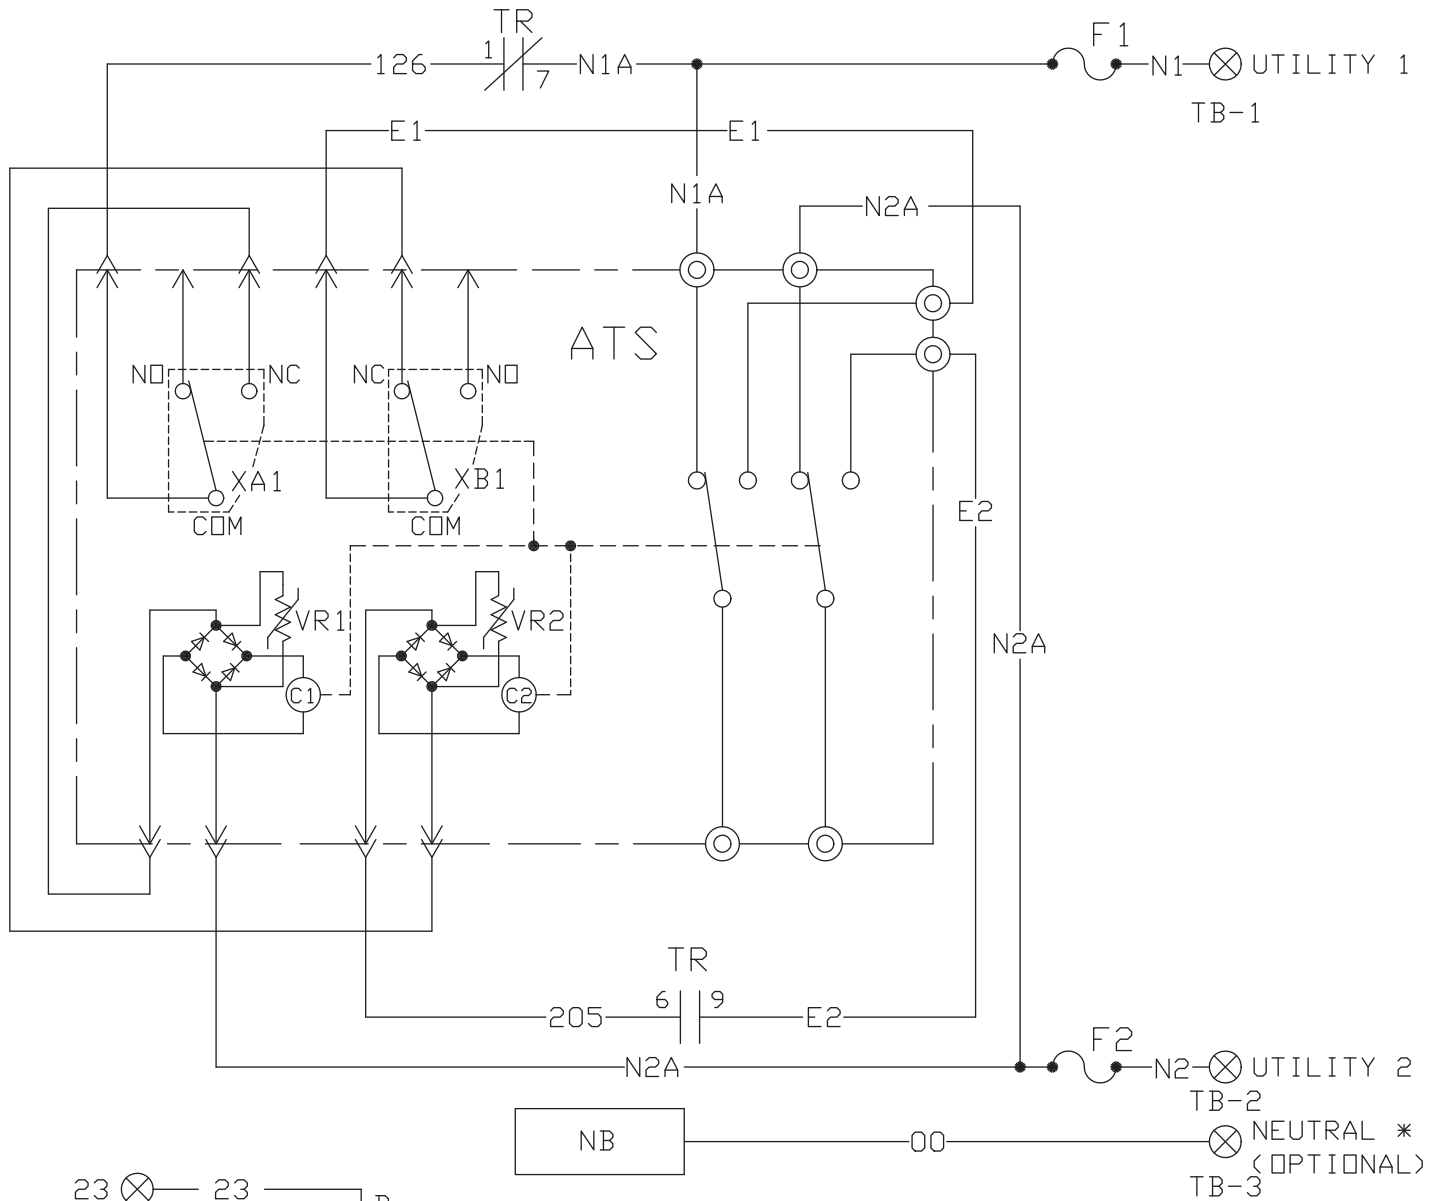 TR
F1
126
1
7
N1A
N1
UTILITY 1
TB-1
E1
E1
N1A
N2A
ATS
NO
NC
NC
NO
XA1
XB1
COM
COM
E2
VR1
VR2
N2A
C1
C2
TR
6
9
205
E2
F2
N2A
N2
UTILITY 2
TB-2
NB
00
NEUTRAL *
(OPTIONAL)
TB-3
23
23